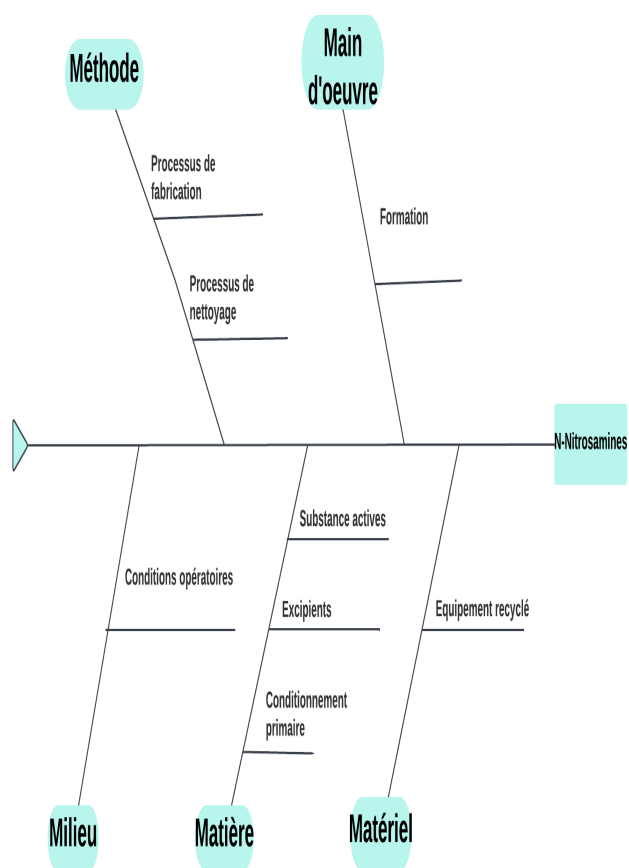 Méthode
Main
d'oeuvre
Processus de
fabrication
Formation
Processus de
nettoyage
N-Nitrosamines
Substance actives
Conditions opératoires
Excipients
Equipement recyclé
Conditionnement
primaire
Milieu
Matière
Matériel